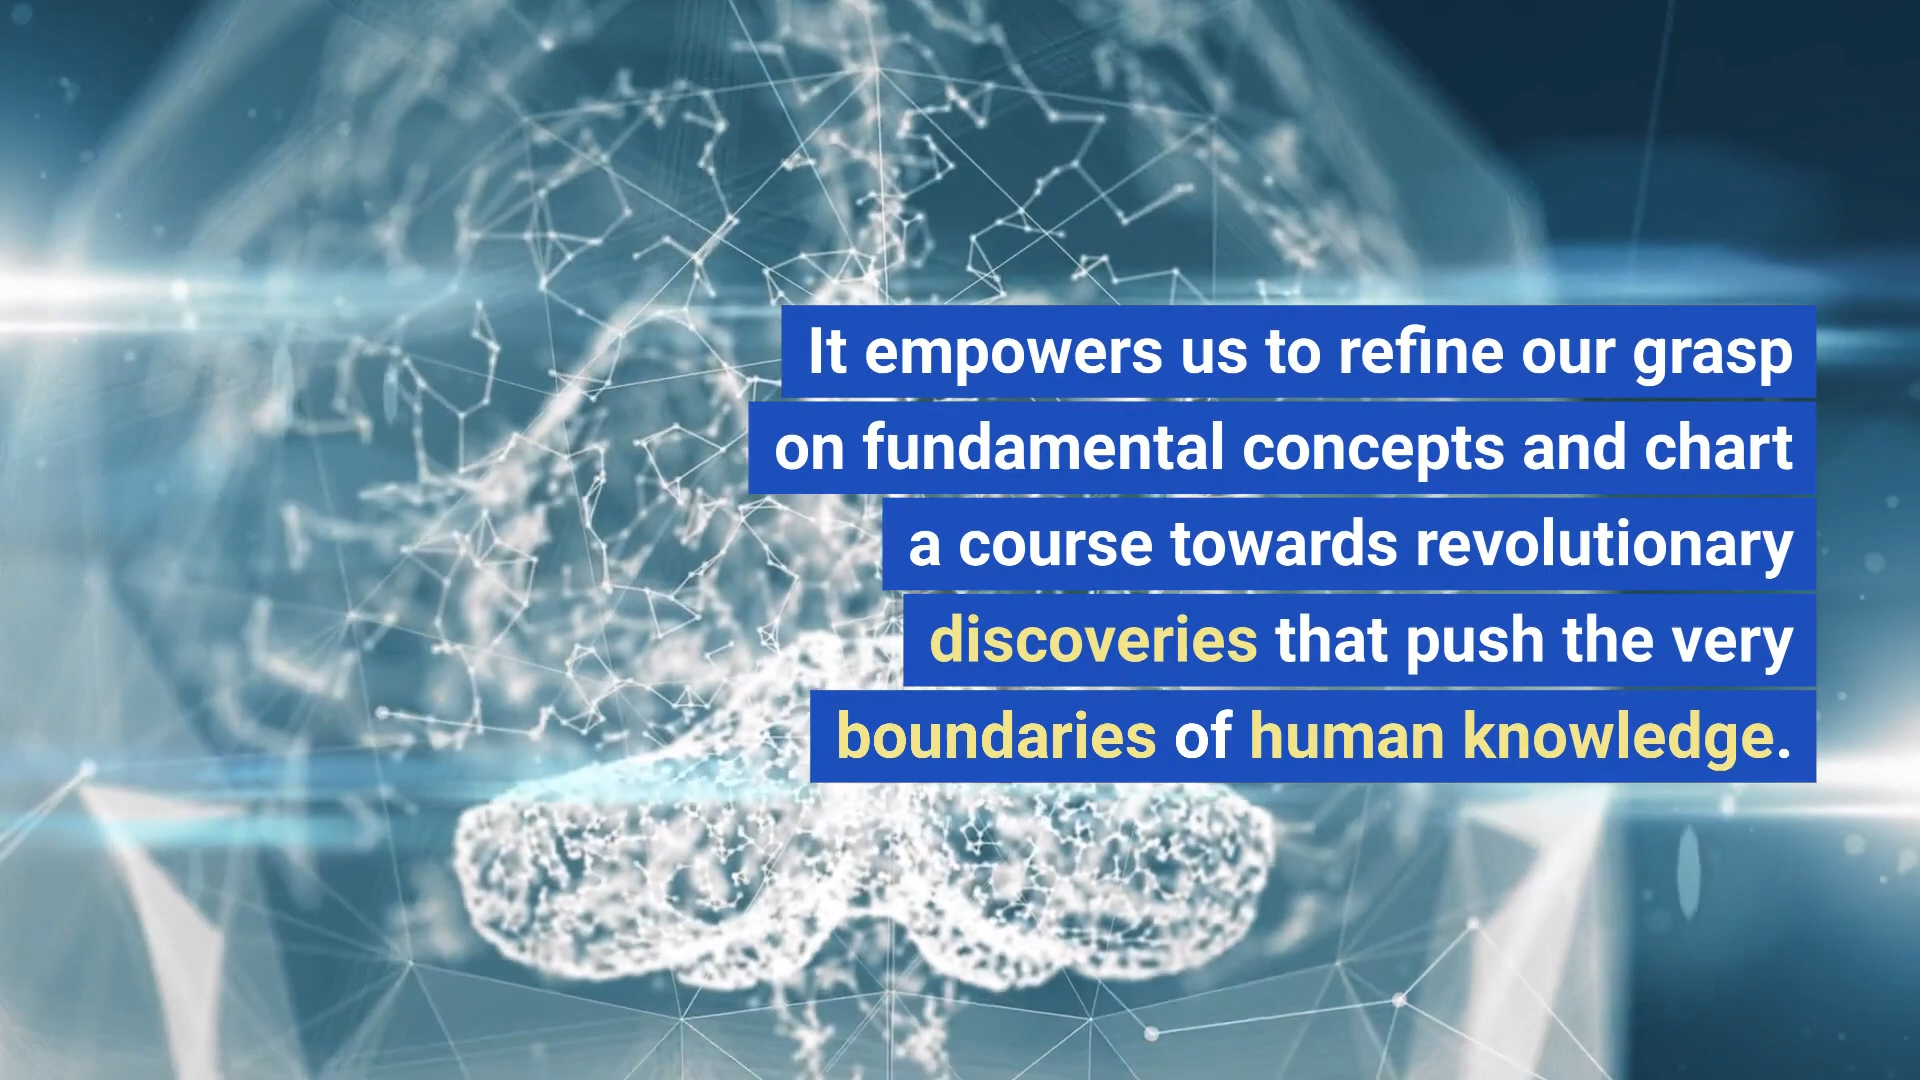 It empowers us to refine our grasp
on fundamental concepts and chart
a course towards revolutionary
discoveries that push the very
boundaries of human knowledge.